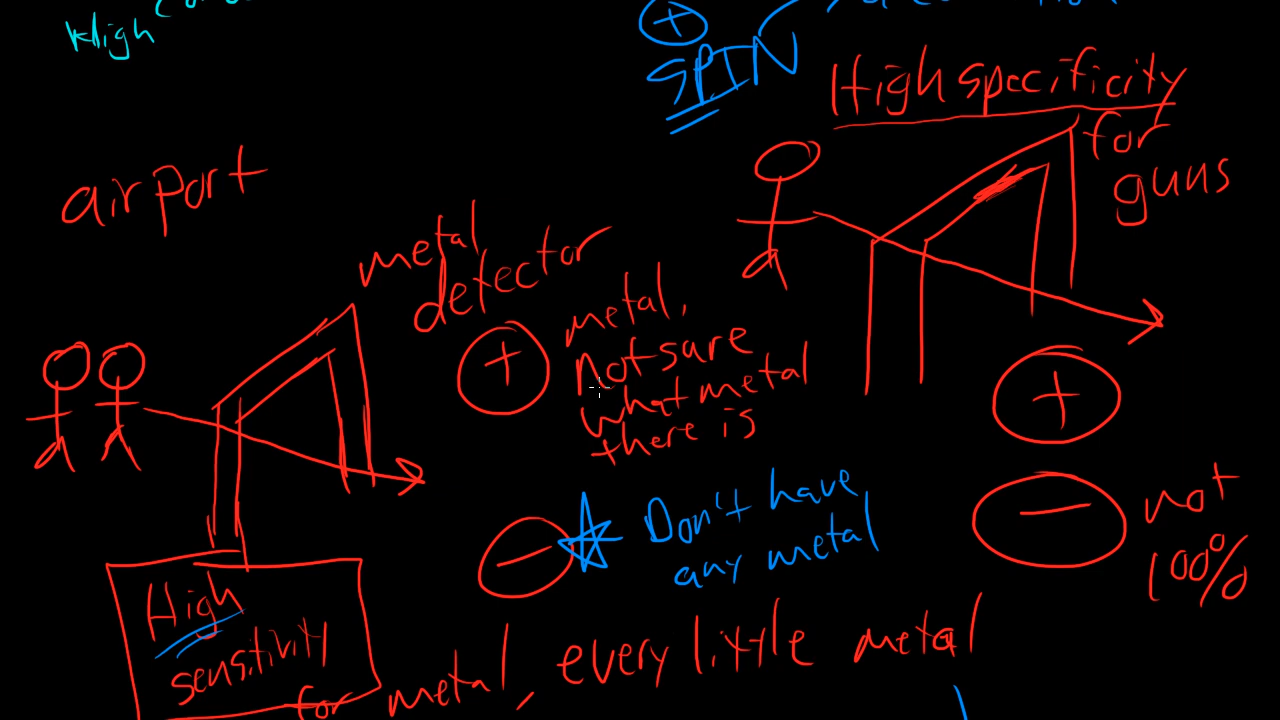 High
+
SPIN
High specificity
for
guns
airport
metal
detector
+
metal,
not sure
what metal
there is
+
-
Don't have
any metal
-
not
100%
High
sensitivity
for metal, every little metal